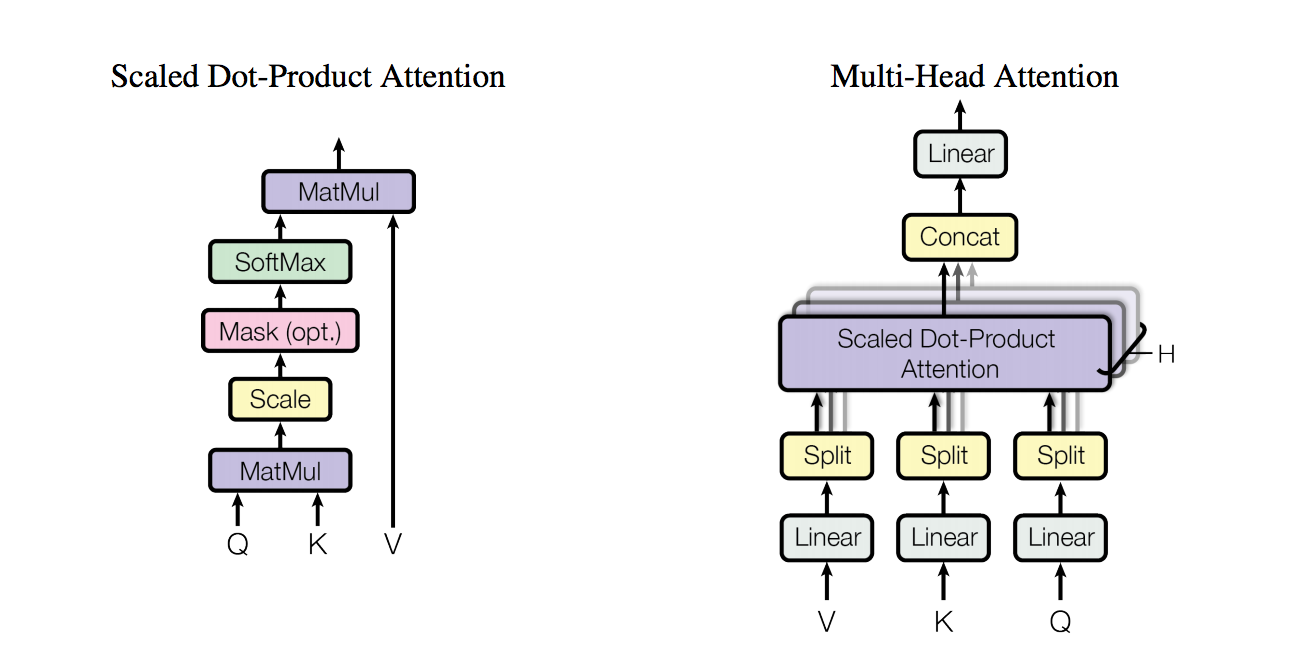 Scaled Dot-Product Attention
MatMul
SoftMax
Mask (opt.)
Scale
MatMul
Q K V
Multi-Head Attention
Linear
Concat
Scaled Dot-Product
Attention
H
Split Split Split
Linear Linear Linear
V K Q